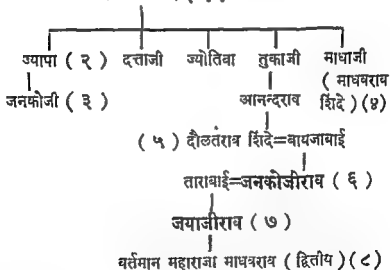 ज्यापा ( २ ) दत्ताजी ज्योतिबा तुकाजी माधाजी
( माधवराव
जनकोजी ( ३ ) आनन्दराव शिंदे ) (४)
( ५ ) दौलतराव शिंदे=बायजाबाई
ताराबाई=जनकोजीराव ( ६ )
जयाजीराव ( ७ )
वर्तमान महाराजा माधवराव ( द्वितीय ) (८)